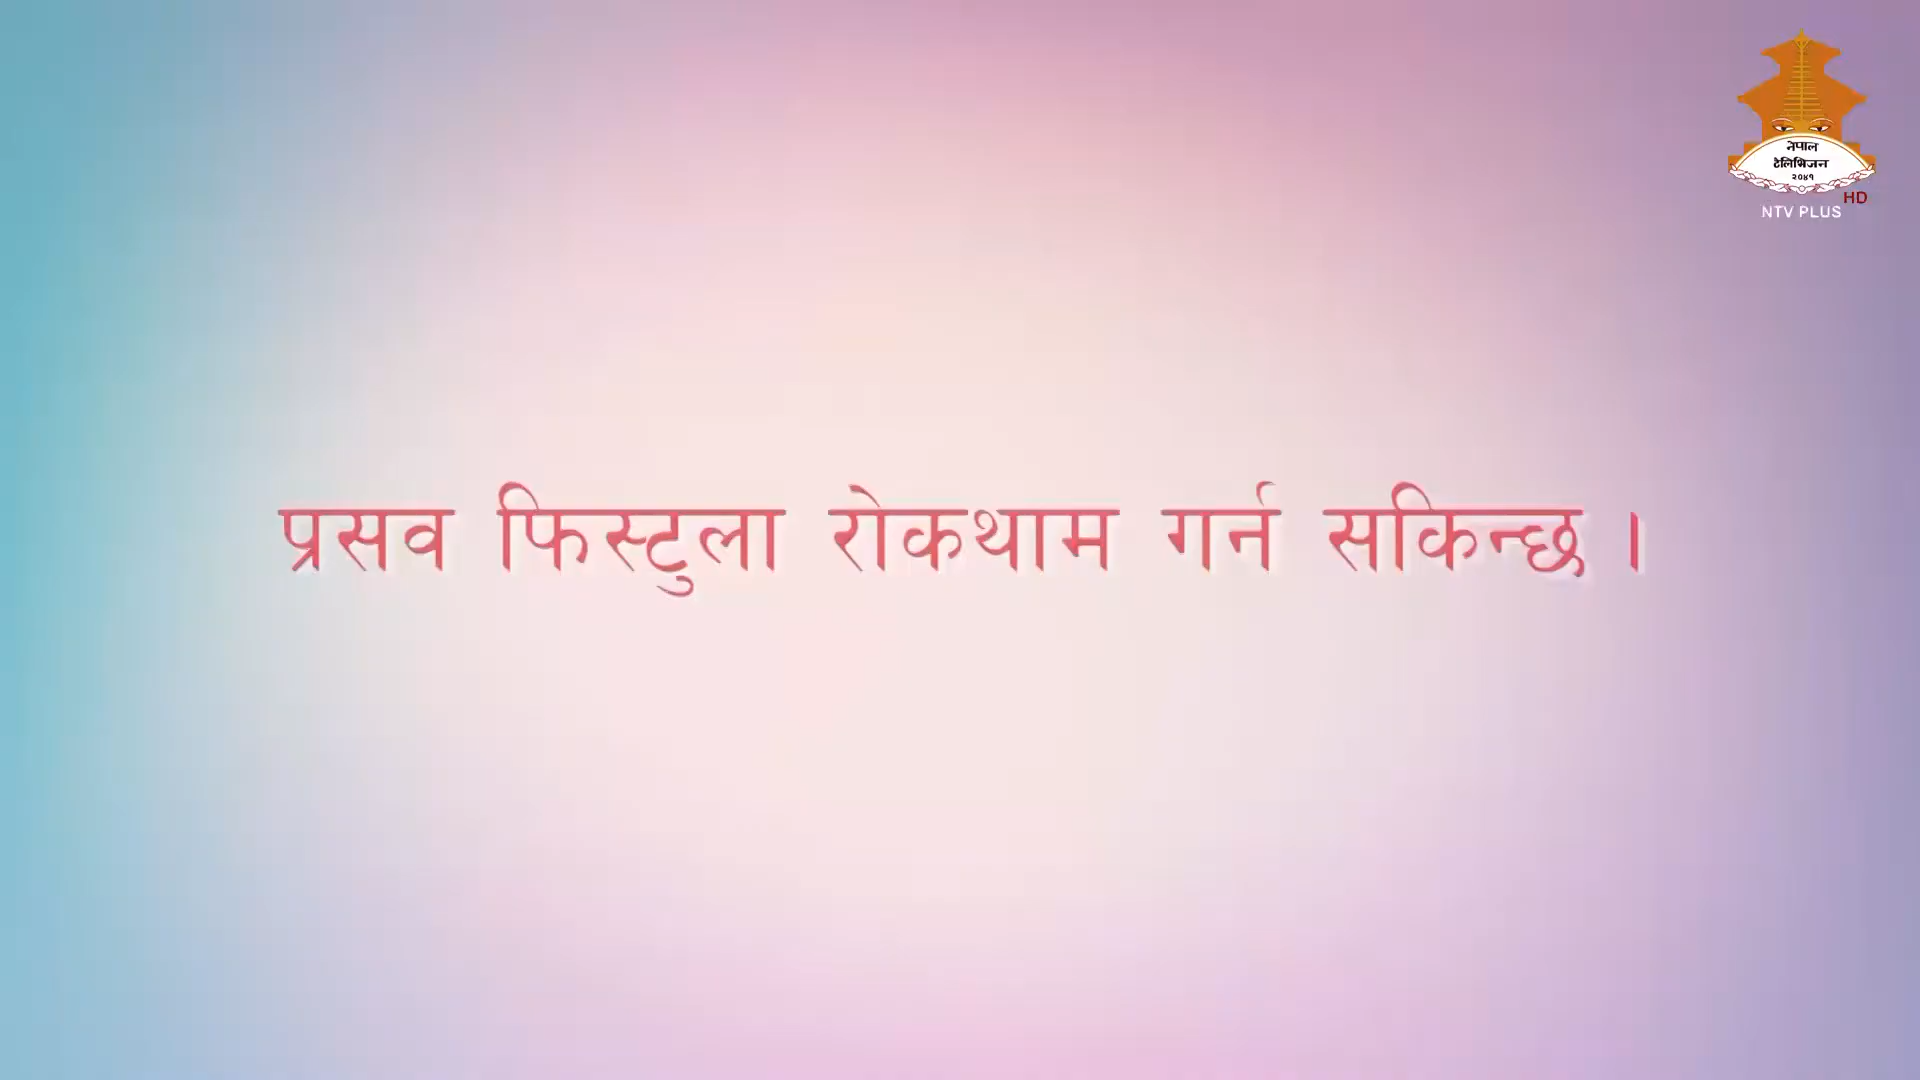 नेपाल
टेलिभिजन
२०४१
HD
NTV PLUS
प्रसव फिस्टुला रोकथाम गर्न सकिन्छ ।